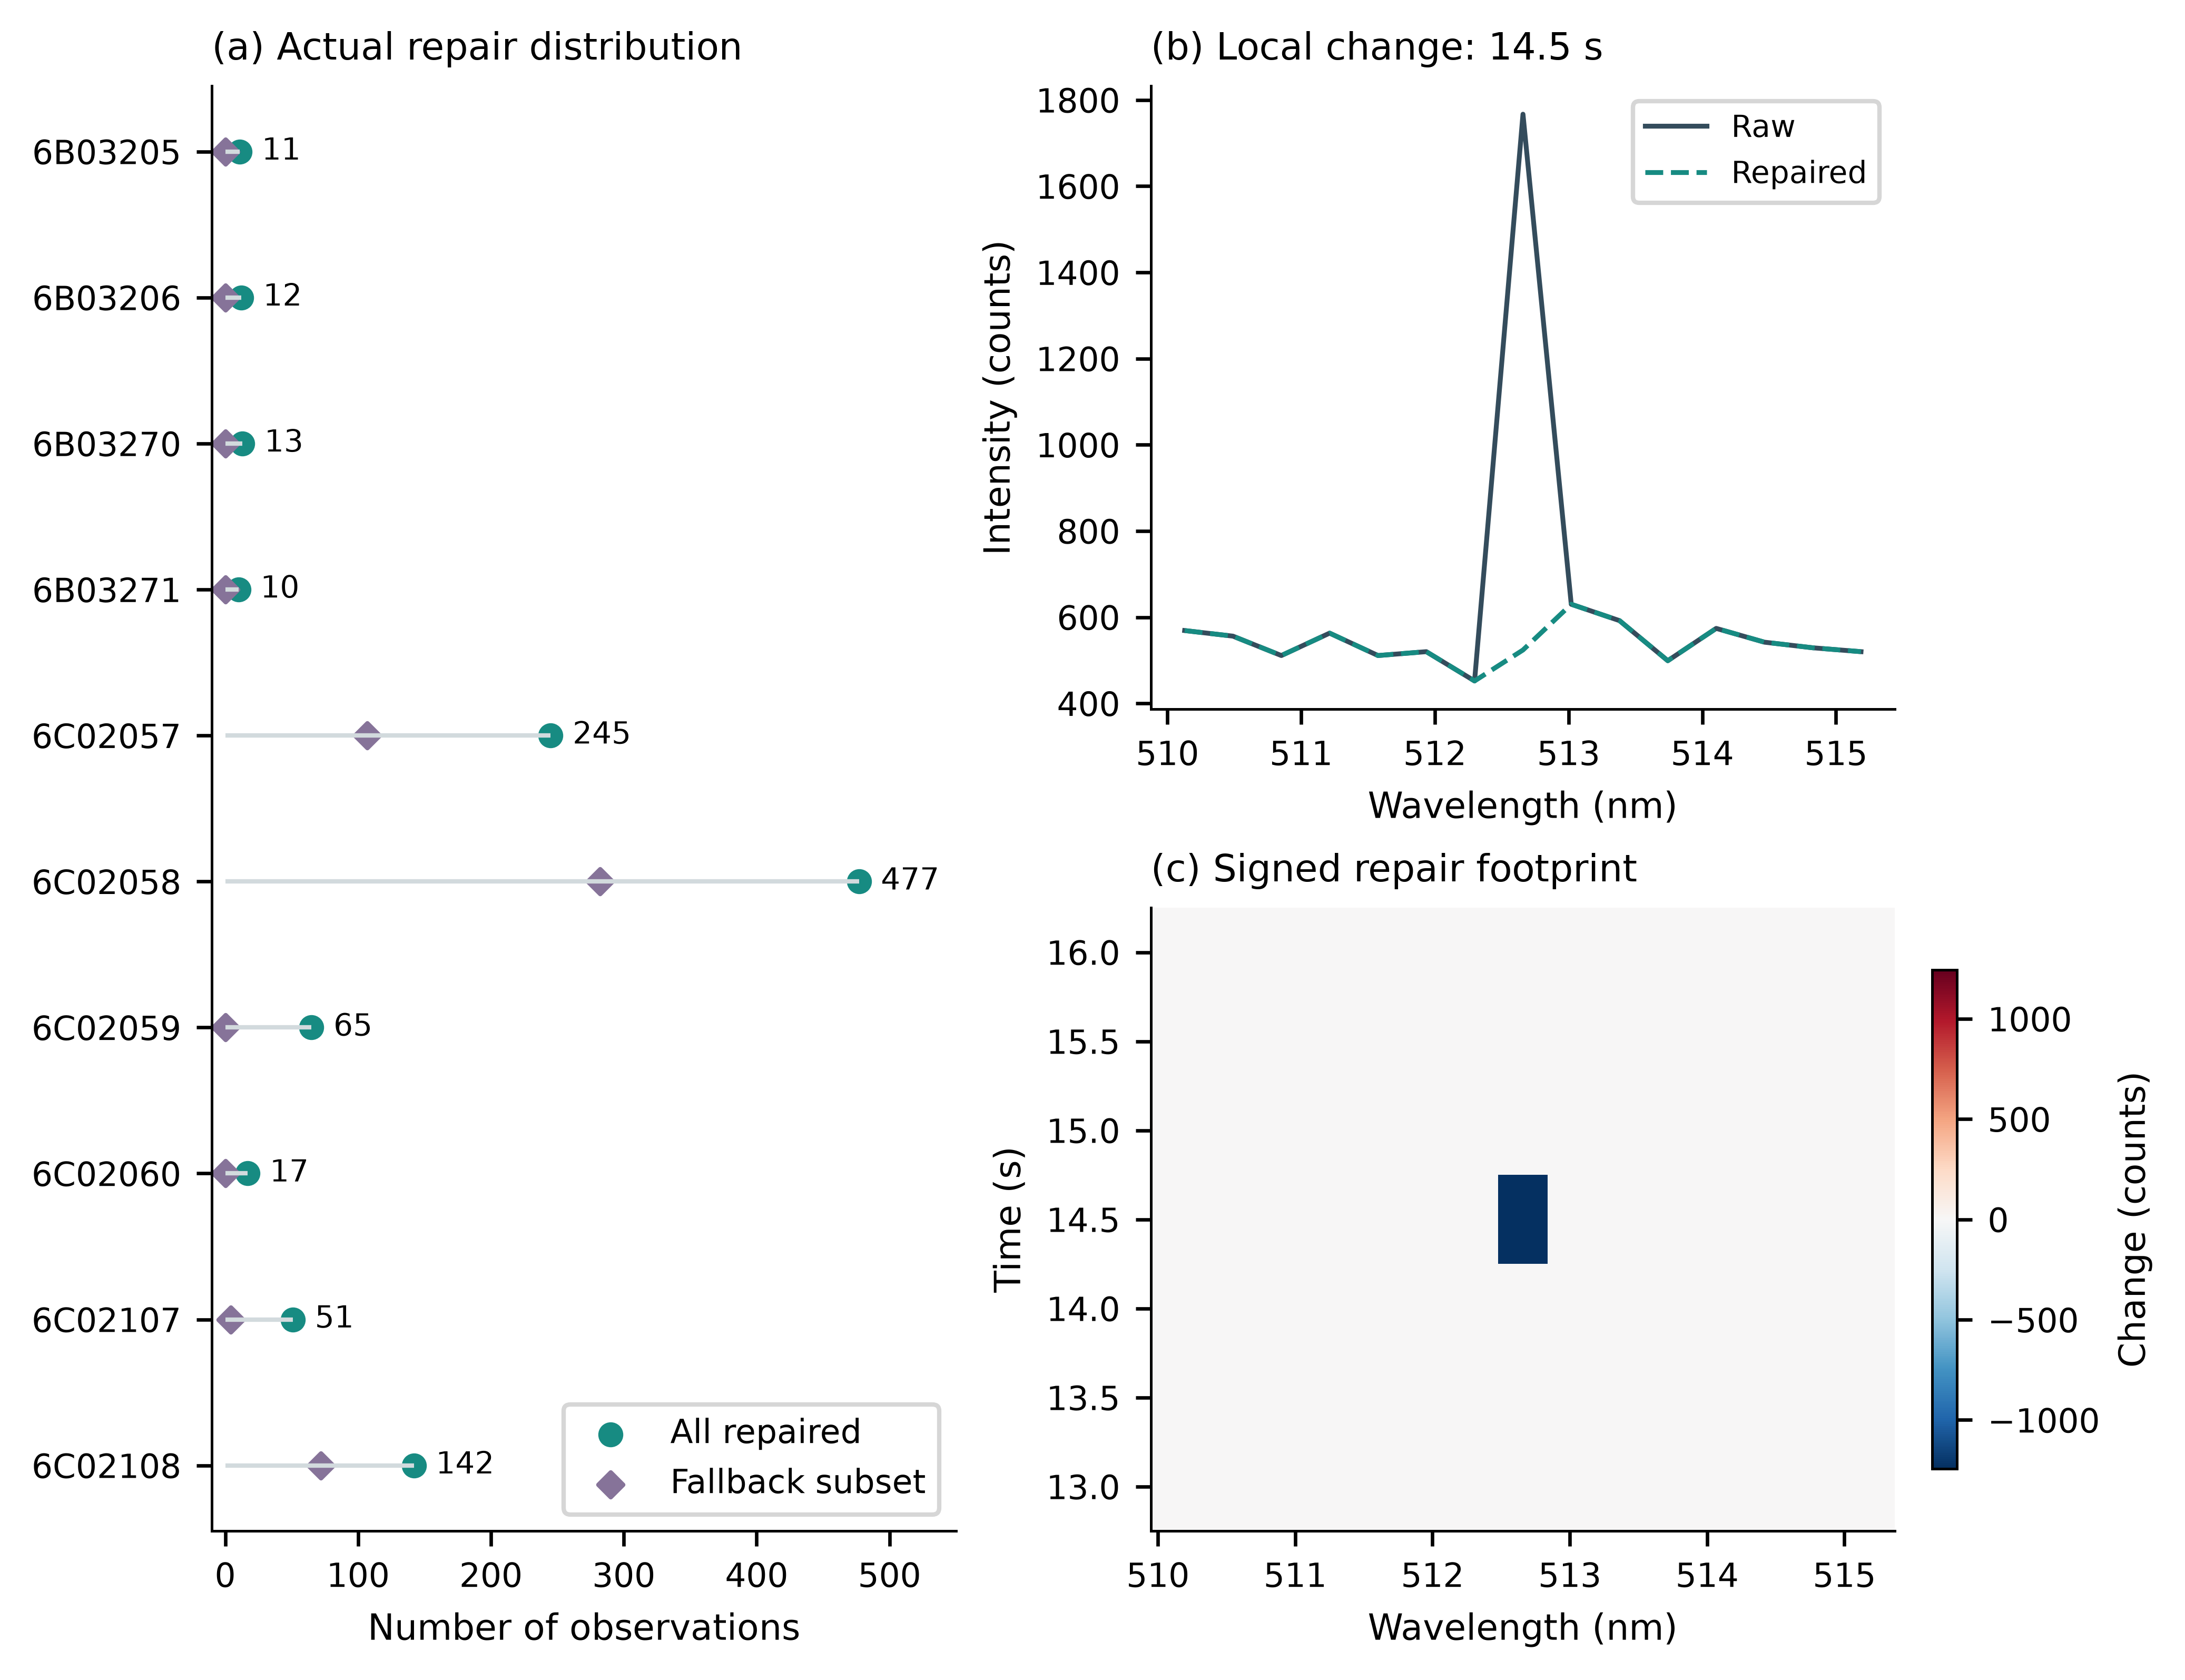 (a) Actual repair distribution
6B03205
11
6B03206
12
6B03270
13
6B03271
10
6C02057
245
6C02058
477
6C02059
65
6C02060
17
6C02107
51
6C02108
142
All repaired
Fallback subset
0 100 200 300 400 500
Number of observations
(b) Local change: 14.5 s
Raw
Repaired
1800
1600
1400
1200
1000
800
600
400
Intensity (counts)
510 511 512 513 514 515
Wavelength (nm)
(c) Signed repair footprint
16.0
15.5
15.0
14.5
14.0
13.5
13.0
Time (s)
510 511 512 513 514 515
Wavelength (nm)
1000
500
0
−500
−1000
Change (counts)